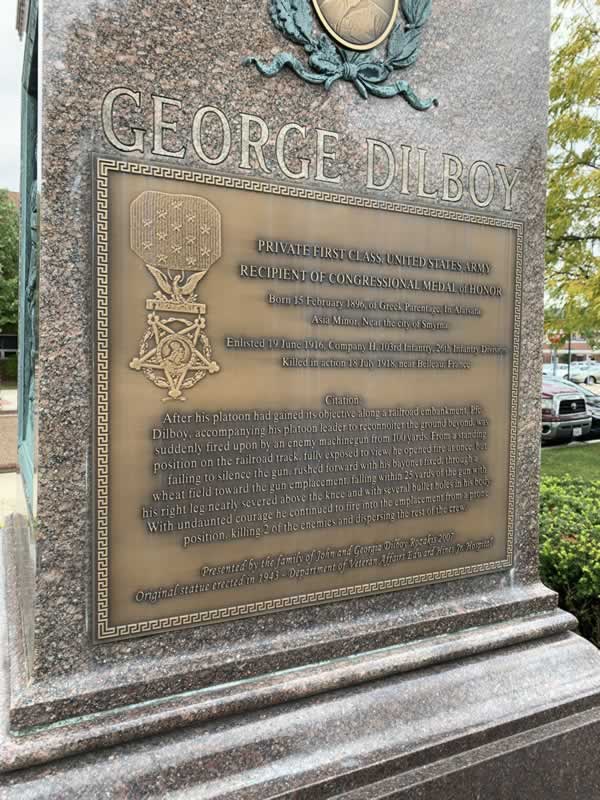 GEORGE DILBOY
PRIVATE FIRST CLASS, UNITED STATES ARMY
RECIPIENT OF CONGRESSIONAL MEDAL of HONOR
Born 15 February 1896, of Greek Parentage, In Alatsata
Asia Minor, Near the city of Smyrna
Enlisted 19 June 1916, Company H, 103rd Infantry, 26th Infantry Division
Killed in action 18 July 1918, near Belleau, France
Citation:
After his platoon had gained its objective along a railroad embankment, Pfc
Dilboy, accompanying his platoon leader to reconnoiter the ground beyond, was
suddenly fired upon by an enemy machinegun from 100 yards. From a standing
position on the railroad track, fully exposed to view, he opened fire at once, but
failing to silence the gun, rushed forward with his bayonet fixed, through a
wheat field toward the gun emplacement, falling within 25 yards of the gun with
his right leg nearly severed above the knee and with several bullet holes in his body.
With undaunted courage he continued to fire into the emplacement from a prone
position, killing 2 of the enemies and dispersing the rest of the crew.
Presented by the family of John and Georgia Dilboy Rozakis 2007
Original statue erected in 1943 - Department of Veteran Affairs Edward Hines Jr. Hospital